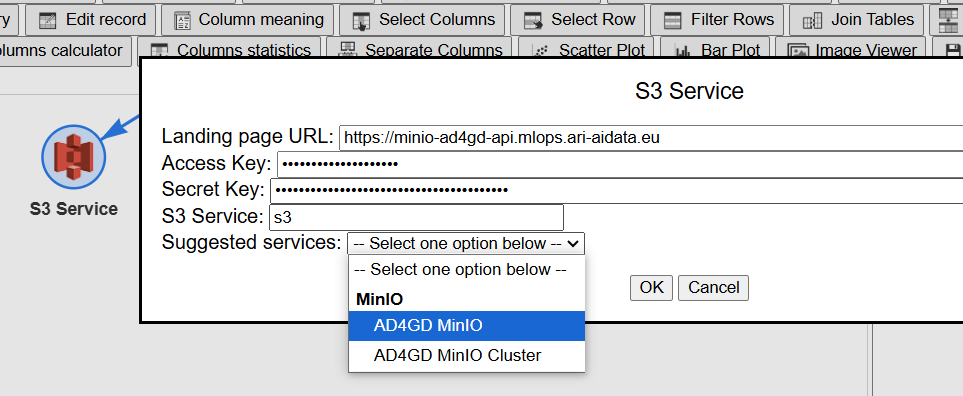 Edit record
Column meaning
Select Columns
Select Row
Filter Rows
Join Tables
calculator
Columns statistics
Separate Columns
Scatter Plot
Bar Plot
Image Viewer
S3 Service
S3 Service
Landing page URL: https://minio-ad4gd-api.mlops.ari-aidata.eu
Access Key: ••••••••••••••••••••
Secret Key: ••••••••••••••••••••••••••••••••••••••••
S3 Service: s3
Suggested services: -- Select one option below --
-- Select one option below --
MinIO
AD4GD MinIO
AD4GD MinIO Cluster
OK
Cancel